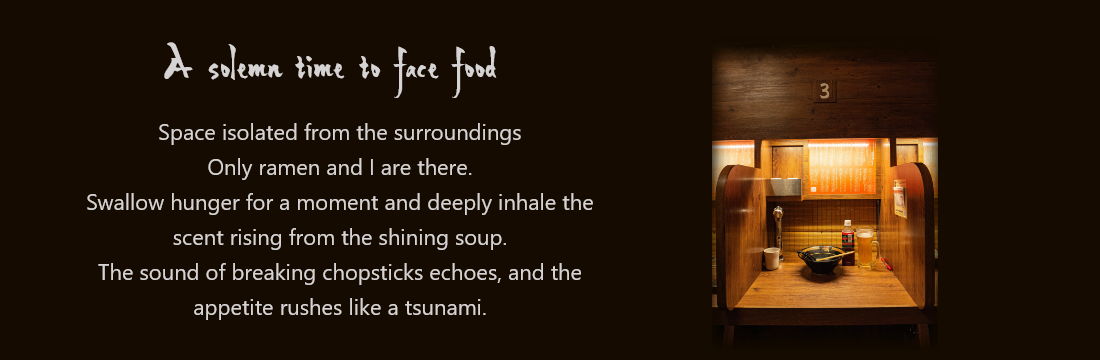 A solemn time to face food
Space isolated from the surroundings
Only ramen and I are there.
Swallow hunger for a moment and deeply inhale the
scent rising from the shining soup.
The sound of breaking chopsticks echoes, and the
appetite rushes like a tsunami.
3